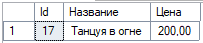 Id Название Цена
1 17 Танцуя в огне 200,00